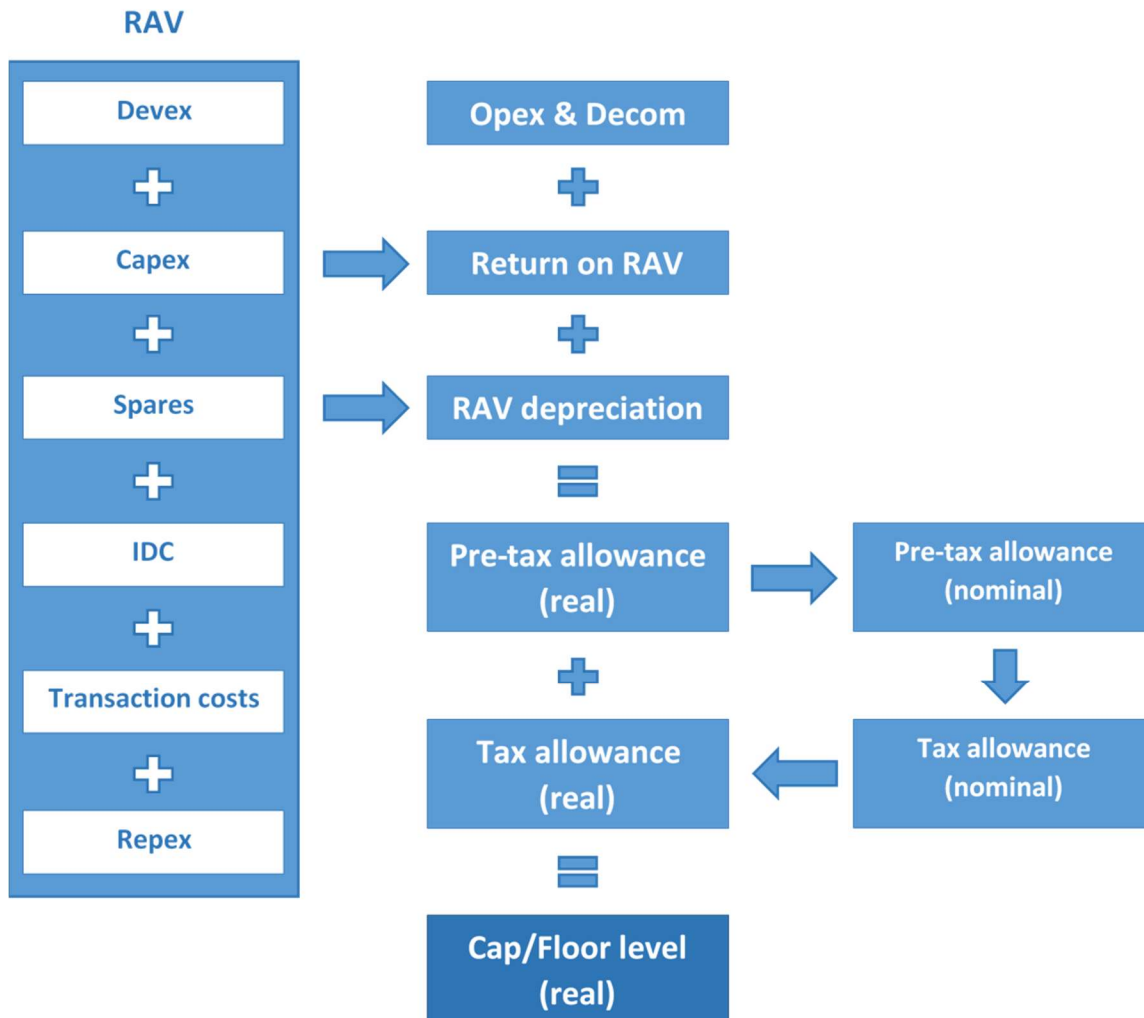 RAV
Devex
Capex
Spares
IDC
Transaction costs
Repex
Opex & Decom
Return on RAV
RAV depreciation
Pre-tax allowance
(real)
Tax allowance
(real)
Cap/Floor level
(real)
Pre-tax allowance
(nominal)
Tax allowance
(nominal)